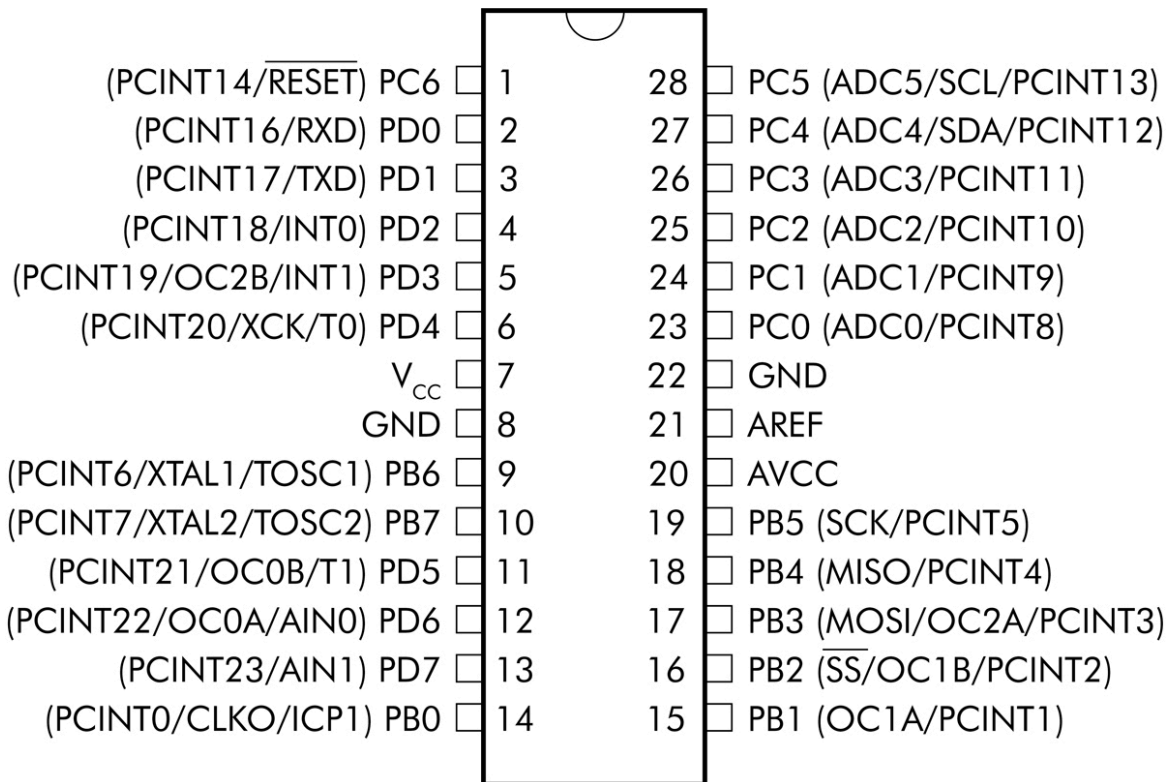 (PCINT14/RESET) PC6 1 28 PC5 (ADC5/SCL/PCINT13)
(PCINT16/RXD) PD0 2 27 PC4 (ADC4/SDA/PCINT12)
(PCINT17/TXD) PD1 3 26 PC3 (ADC3/PCINT11)
(PCINT18/INT0) PD2 4 25 PC2 (ADC2/PCINT10)
(PCINT19/OC2B/INT1) PD3 5 24 PC1 (ADC1/PCINT9)
(PCINT20/XCK/T0) PD4 6 23 PC0 (ADC0/PCINT8)
VCC 7 22 GND
GND 8 21 AREF
(PCINT6/XTAL1/TOSC1) PB6 9 20 AVCC
(PCINT7/XTAL2/TOSC2) PB7 10 19 PB5 (SCK/PCINT5)
(PCINT21/OC0B/T1) PD5 11 18 PB4 (MISO/PCINT4)
(PCINT22/OC0A/AIN0) PD6 12 17 PB3 (MOSI/OC2A/PCINT3)
(PCINT23/AIN1) PD7 13 16 PB2 (SS/OC1B/PCINT2)
(PCINT0/CLKO/ICP1) PB0 14 15 PB1 (OC1A/PCINT1)